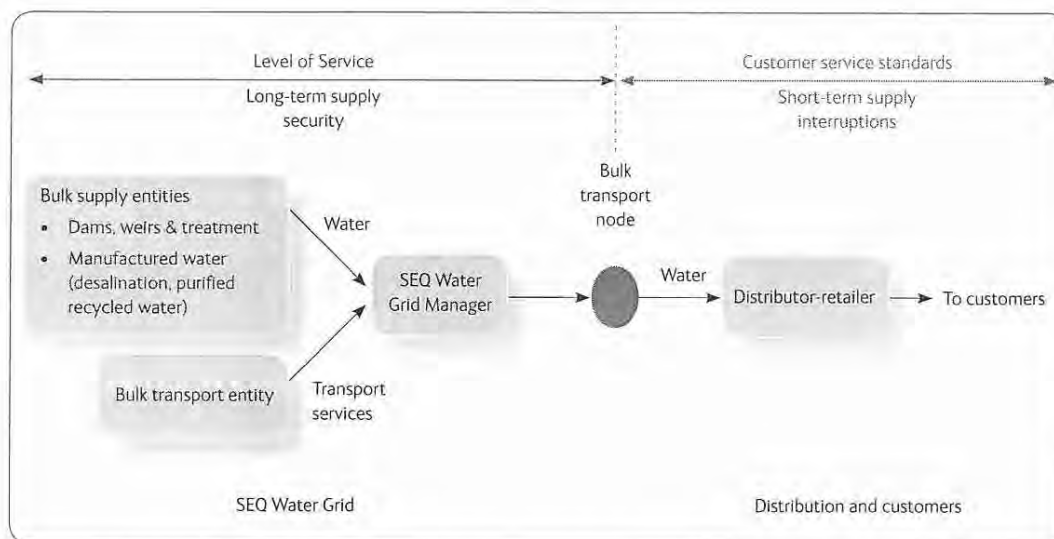 Level of Service
Customer service standards
Long-term supply
security
Short-term supply
interruptions
Bulk
transport
node
Bulk supply entities
• Dams, weirs & treatment
• Manufactured water
(desalination, purified
recycled water)
Water
SEQ Water
Grid Manager
Water
Distributor-retailer
To customers
Bulk transport entity
Transport
services
SEQ Water Grid
Distribution and customers